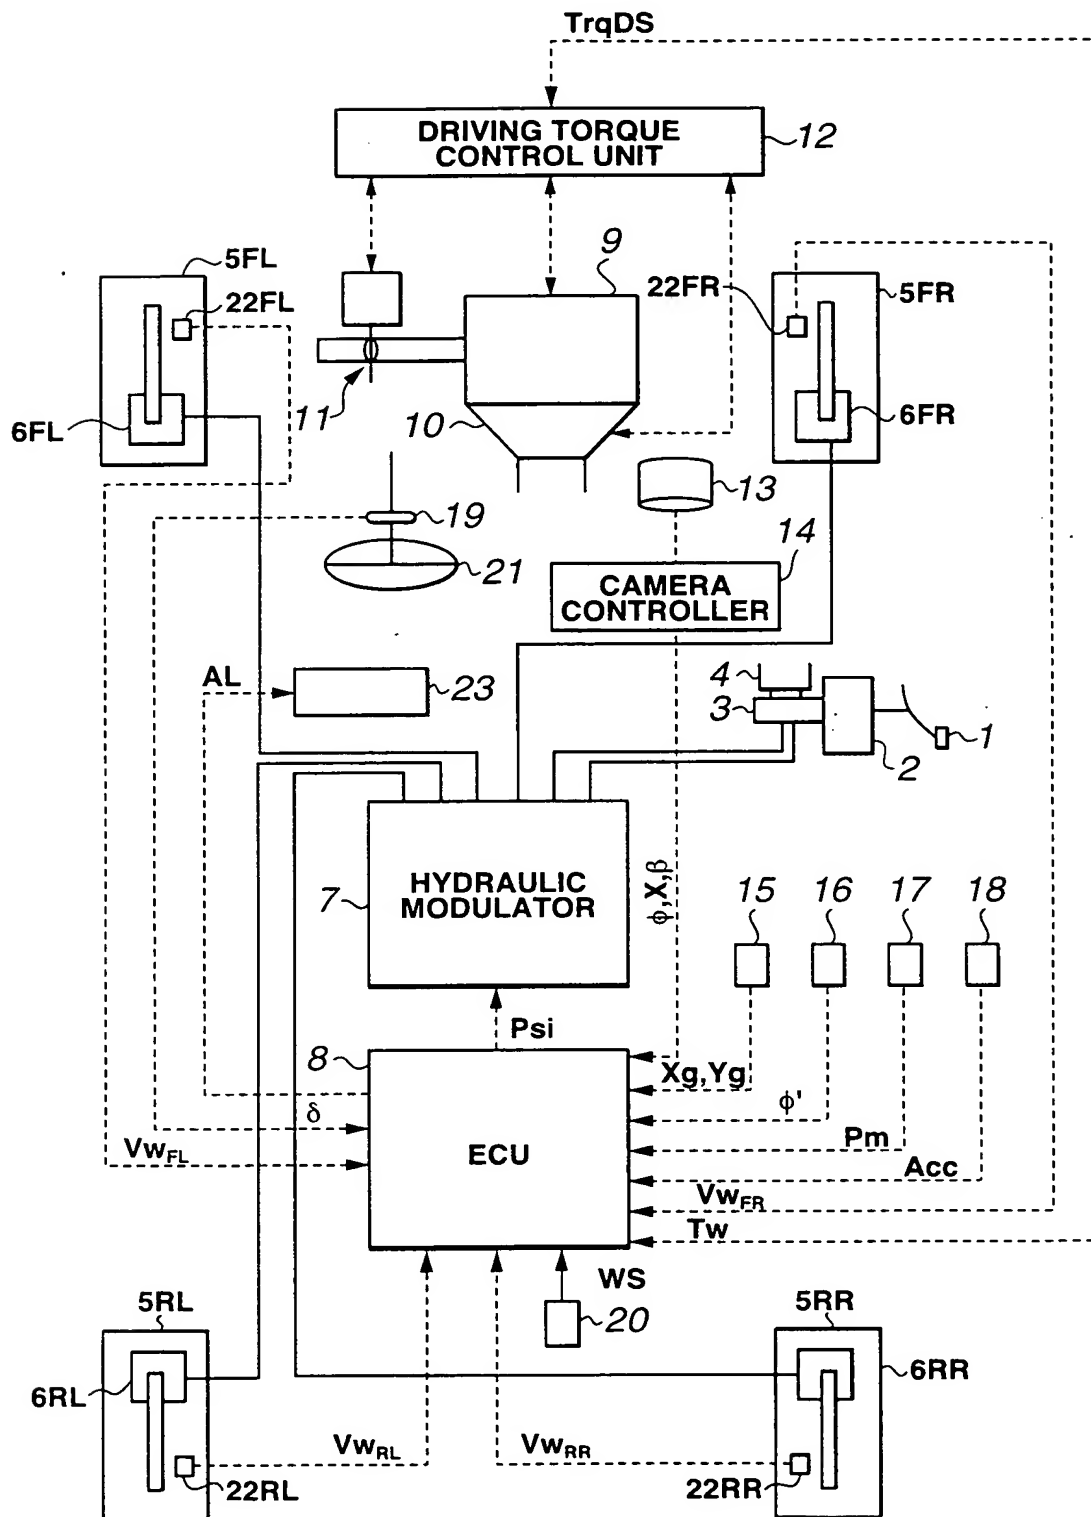 TrqDS
DRIVING TORQUE
CONTROL UNIT
12
9
5FL
22FL
22FR
5FR
6FL
11
10
6FR
13
19
14
21
CAMERA
CONTROLLER
AL
23
4
3
1
2
ϕ,X,β
7
HYDRAULIC
MODULATOR
15
16
17
18
Psi
8
Xg,Yg
ϕ'
δ
Pm
VwFL
ECU
Acc
VwFR
Tw
WS
20
5RL
5RR
6RL
6RR
VwRL
VwRR
22RL
22RR